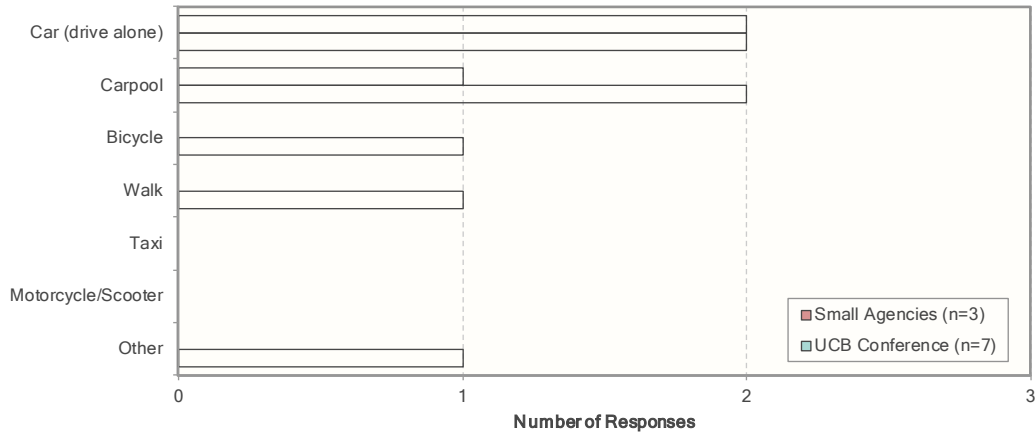 Car (drive alone)
Carpool
Bicycle
Walk
Taxi
Motorcycle/Scooter
Other
Small Agencies (n=3)
UCB Conference (n=7)
0 1 2 3
Number of Responses